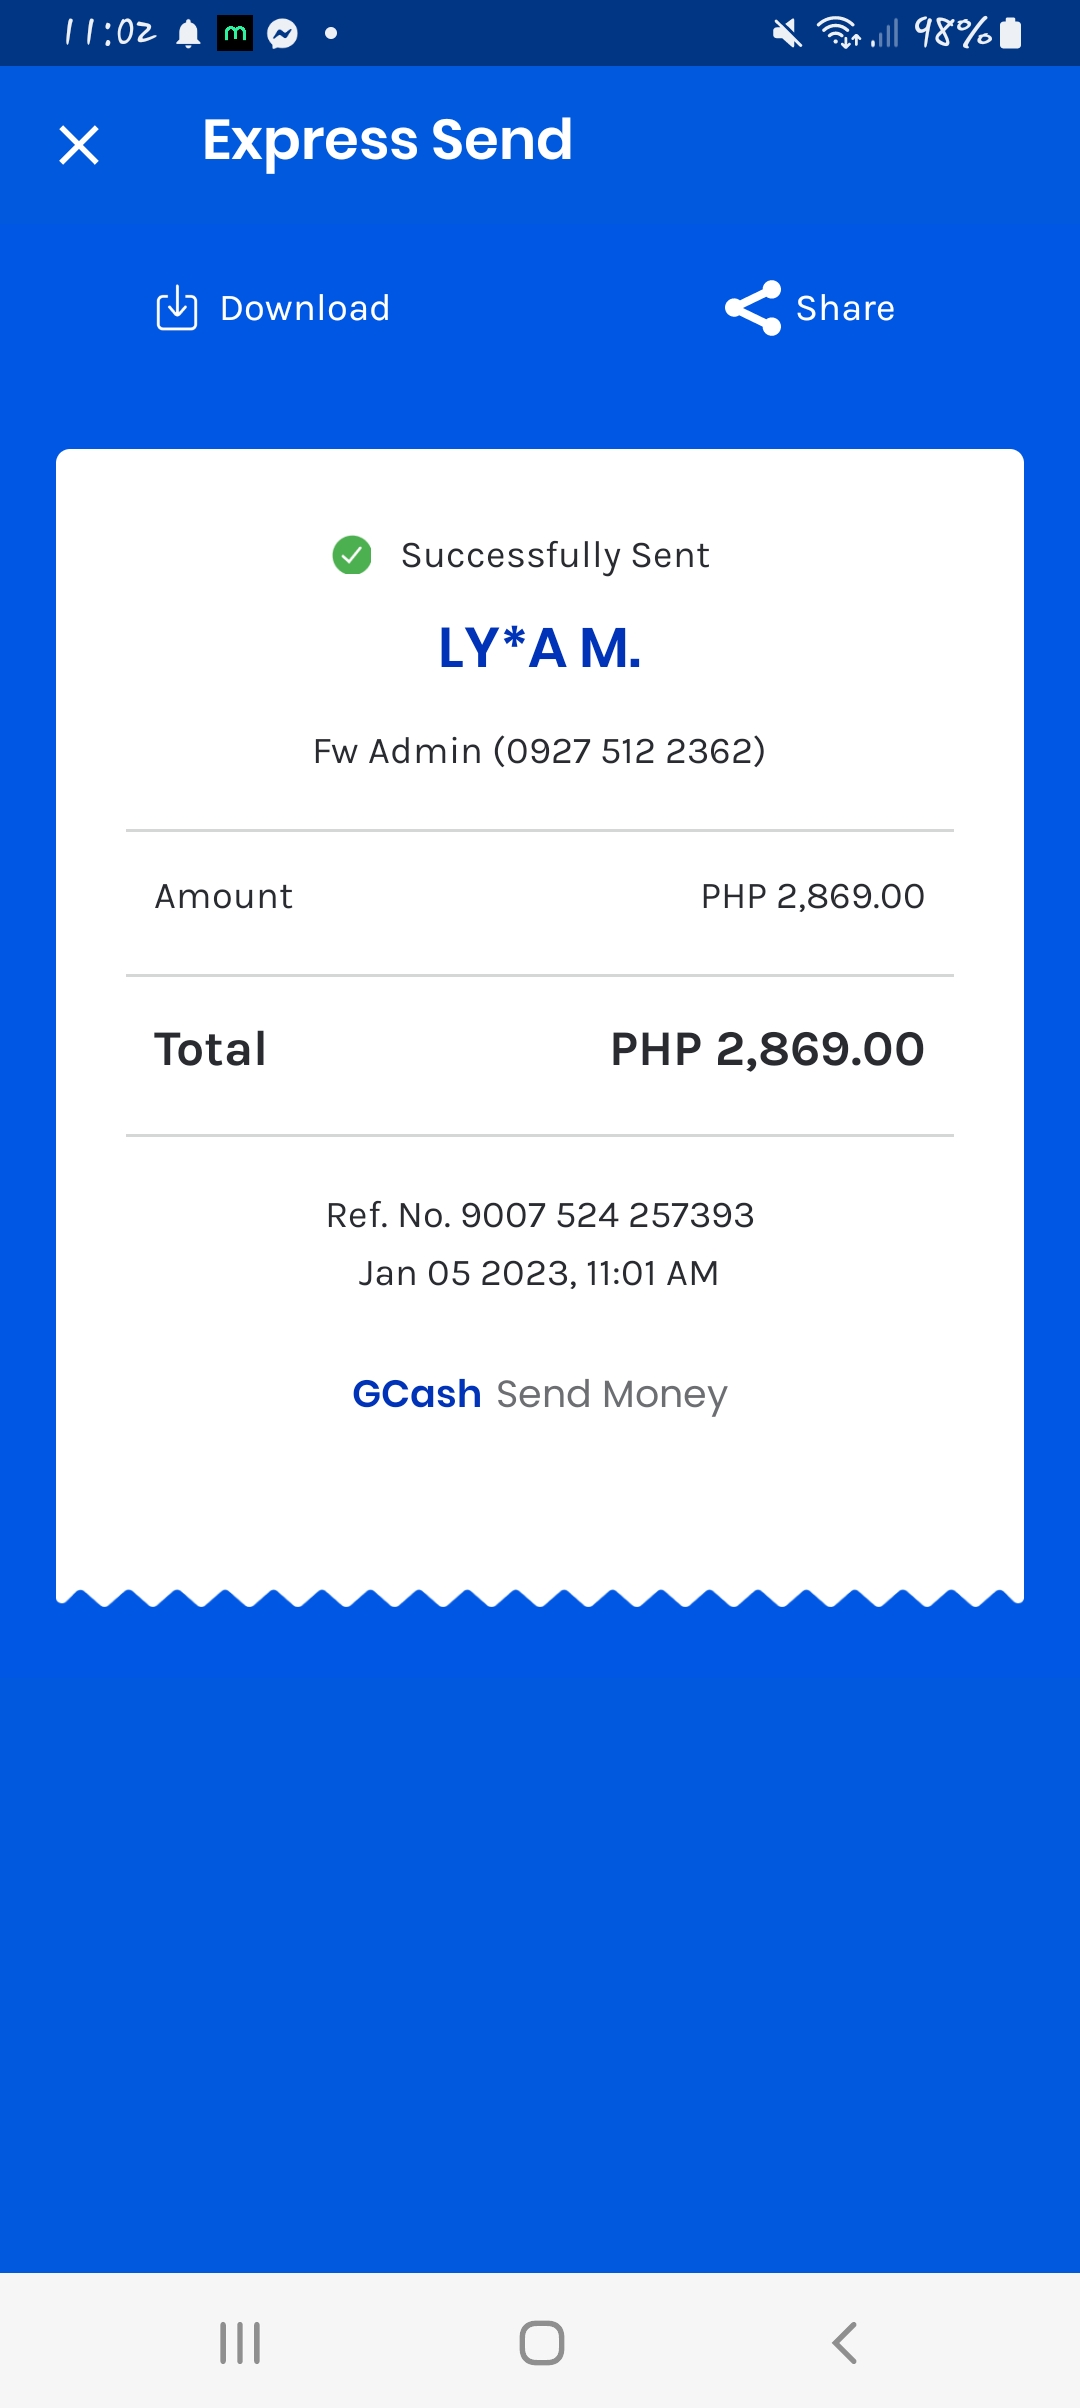 11:02 98%
Express Send
Download Share
Successfully Sent
LY*A M.
Fw Admin (0927 512 2362)
Amount PHP 2,869.00
Total PHP 2,869.00
Ref. No. 9007 524 257393
Jan 05 2023, 11:01 AM
GCash Send Money